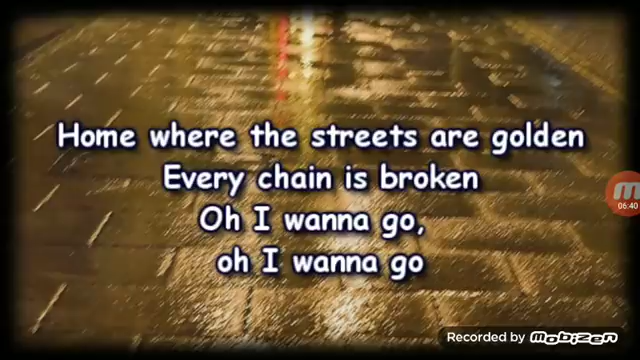 Home where the streets are golden
Every chain is broken
Oh I wanna go,
oh I wanna go
M
06:40
Recorded by Mobizen